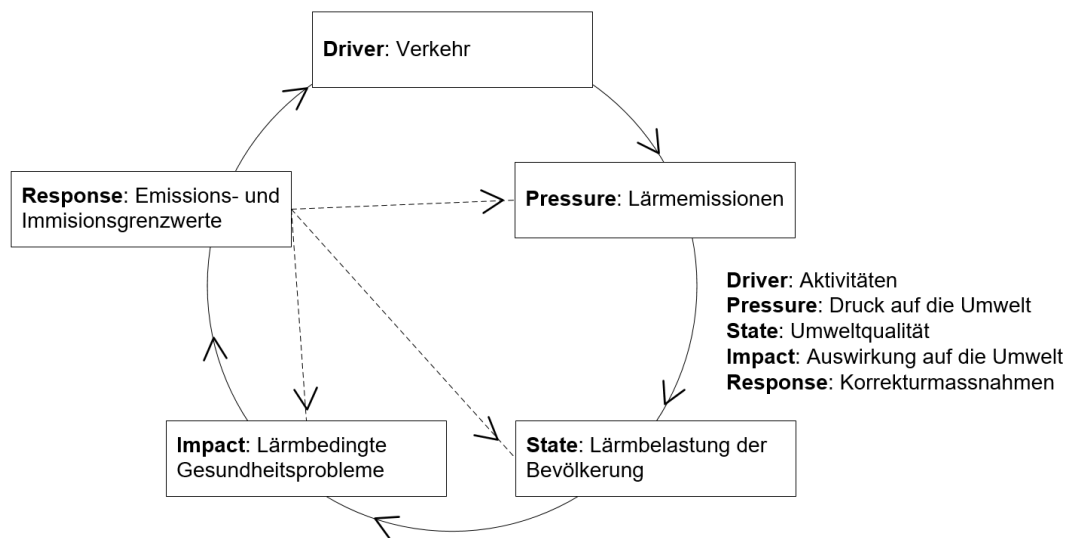 Driver: Verkehr
Response: Emissions- und
Immisionsgrenzwerte
Pressure: Lärmemissionen
Driver: Aktivitäten
Pressure: Druck auf die Umwelt
State: Umweltqualität
Impact: Auswirkung auf die Umwelt
Response: Korrekturmassnahmen
Impact: Lärmbedingte
Gesundheitsprobleme
State: Lärmbelastung der
Bevölkerung